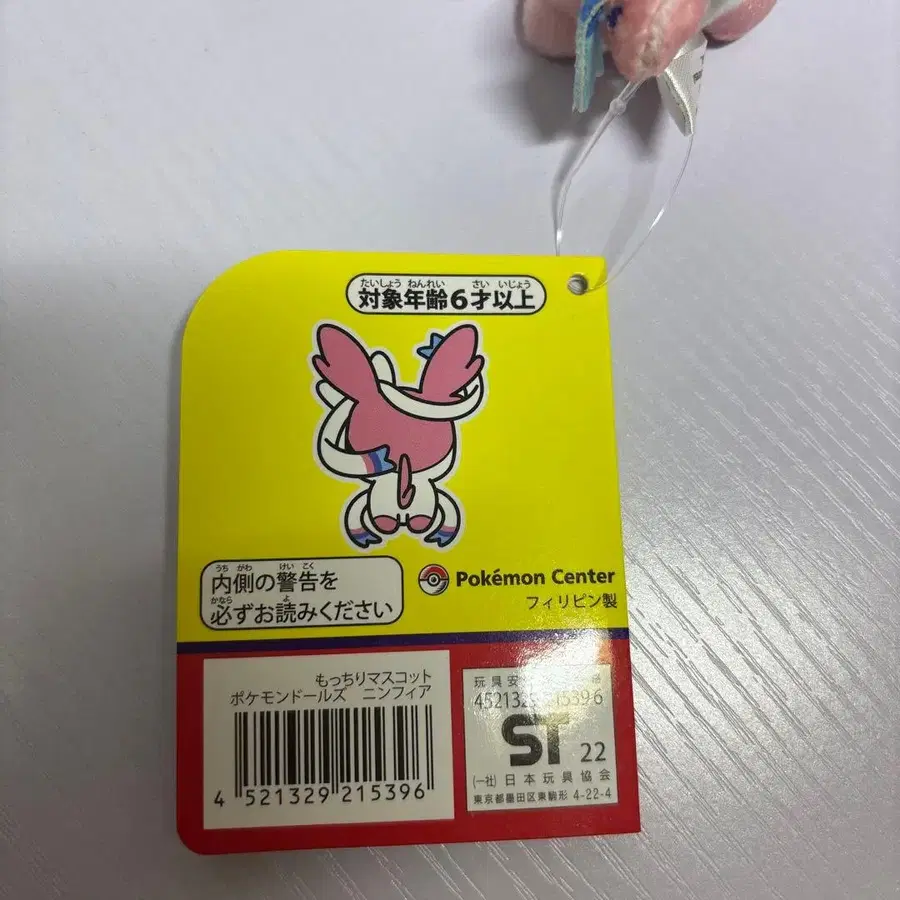 対象年齢6才以上
たいしょう ねんれい さい いじょう
内側の警告を
うち がわ けい こく
必ずお読みください
かなら よ
Pokémon Center
フィリピン製
もっちりマスコット
ポケモンドールズ ニンフィア
4 521329 215396
玩具安
4521329 215396
ST 22
(一社)日本玩具協会
東京都墨田区東駒形 4-22-4